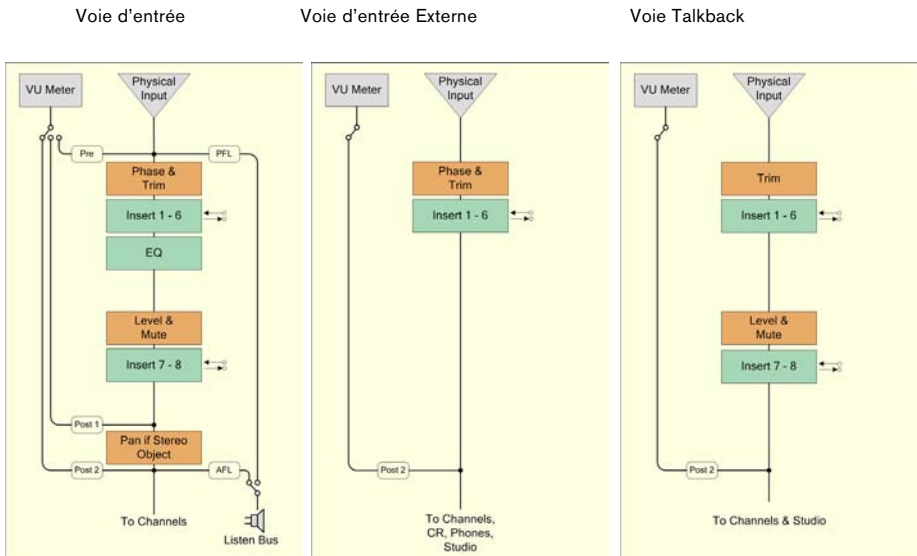 Voie d'entrée
Voie d'entrée Externe
Voie Talkback
VU Meter
Physical
Input
Pre
PFL
Phase &
Trim
Insert 1 - 6
EQ
Level &
Mute
Insert 7 - 8
Post 1
Pan if Stereo
Object
Post 2
AFL
To Channels
Listen Bus
VU Meter
Physical
Input
Phase &
Trim
Insert 1 - 6
Post 2
To Channels,
CR, Phones,
Studio
VU Meter
Physical
Input
Trim
Insert 1 - 6
Level &
Mute
Insert 7 - 8
Post 2
To Channels & Studio